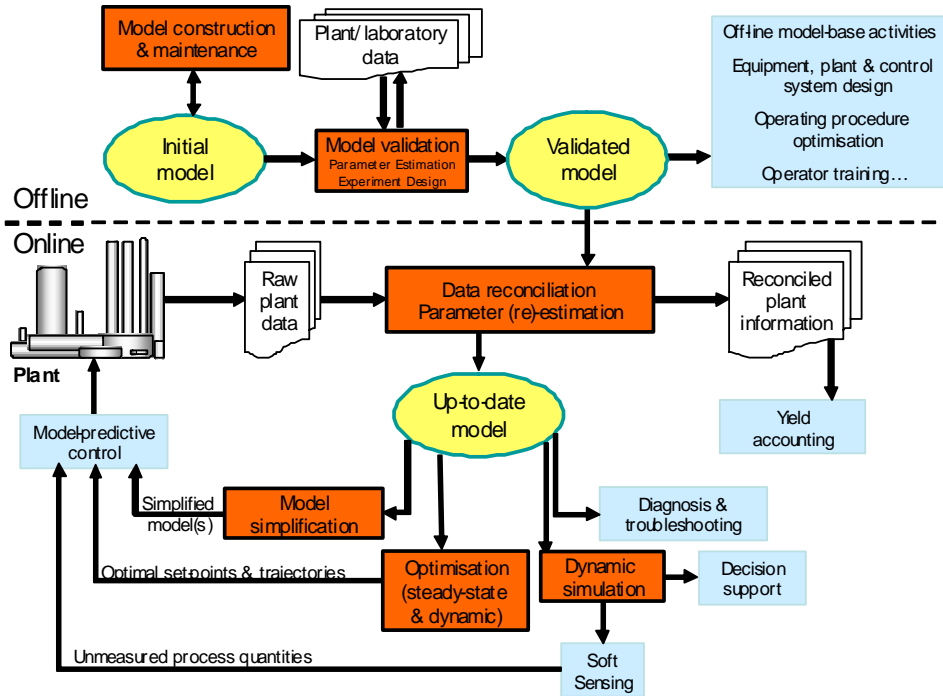 Model construction
& maintenance
Plant/ laboratory
data
Off-line model-base activities
Equipment, plant & control
system design
Operating procedure
optimisation
Operator training...
Initial
model
Model validation
Parameter Estimation
Experiment Design
Validated
model
Offline
Online
Raw
plant
data
Data reconciliation
Parameter (re)-estimation
Reconciled
plant
information
Plant
Up-to-date
model
Yield
accounting
Model-predictive
control
Simplified
model(s)
Model
simplification
Diagnosis &
troubleshooting
Optimal set-points & trajectories
Optimisation
(steady-state
& dynamic)
Dynamic
simulation
Decision
support
Unmeasured process quantities
Soft
Sensing